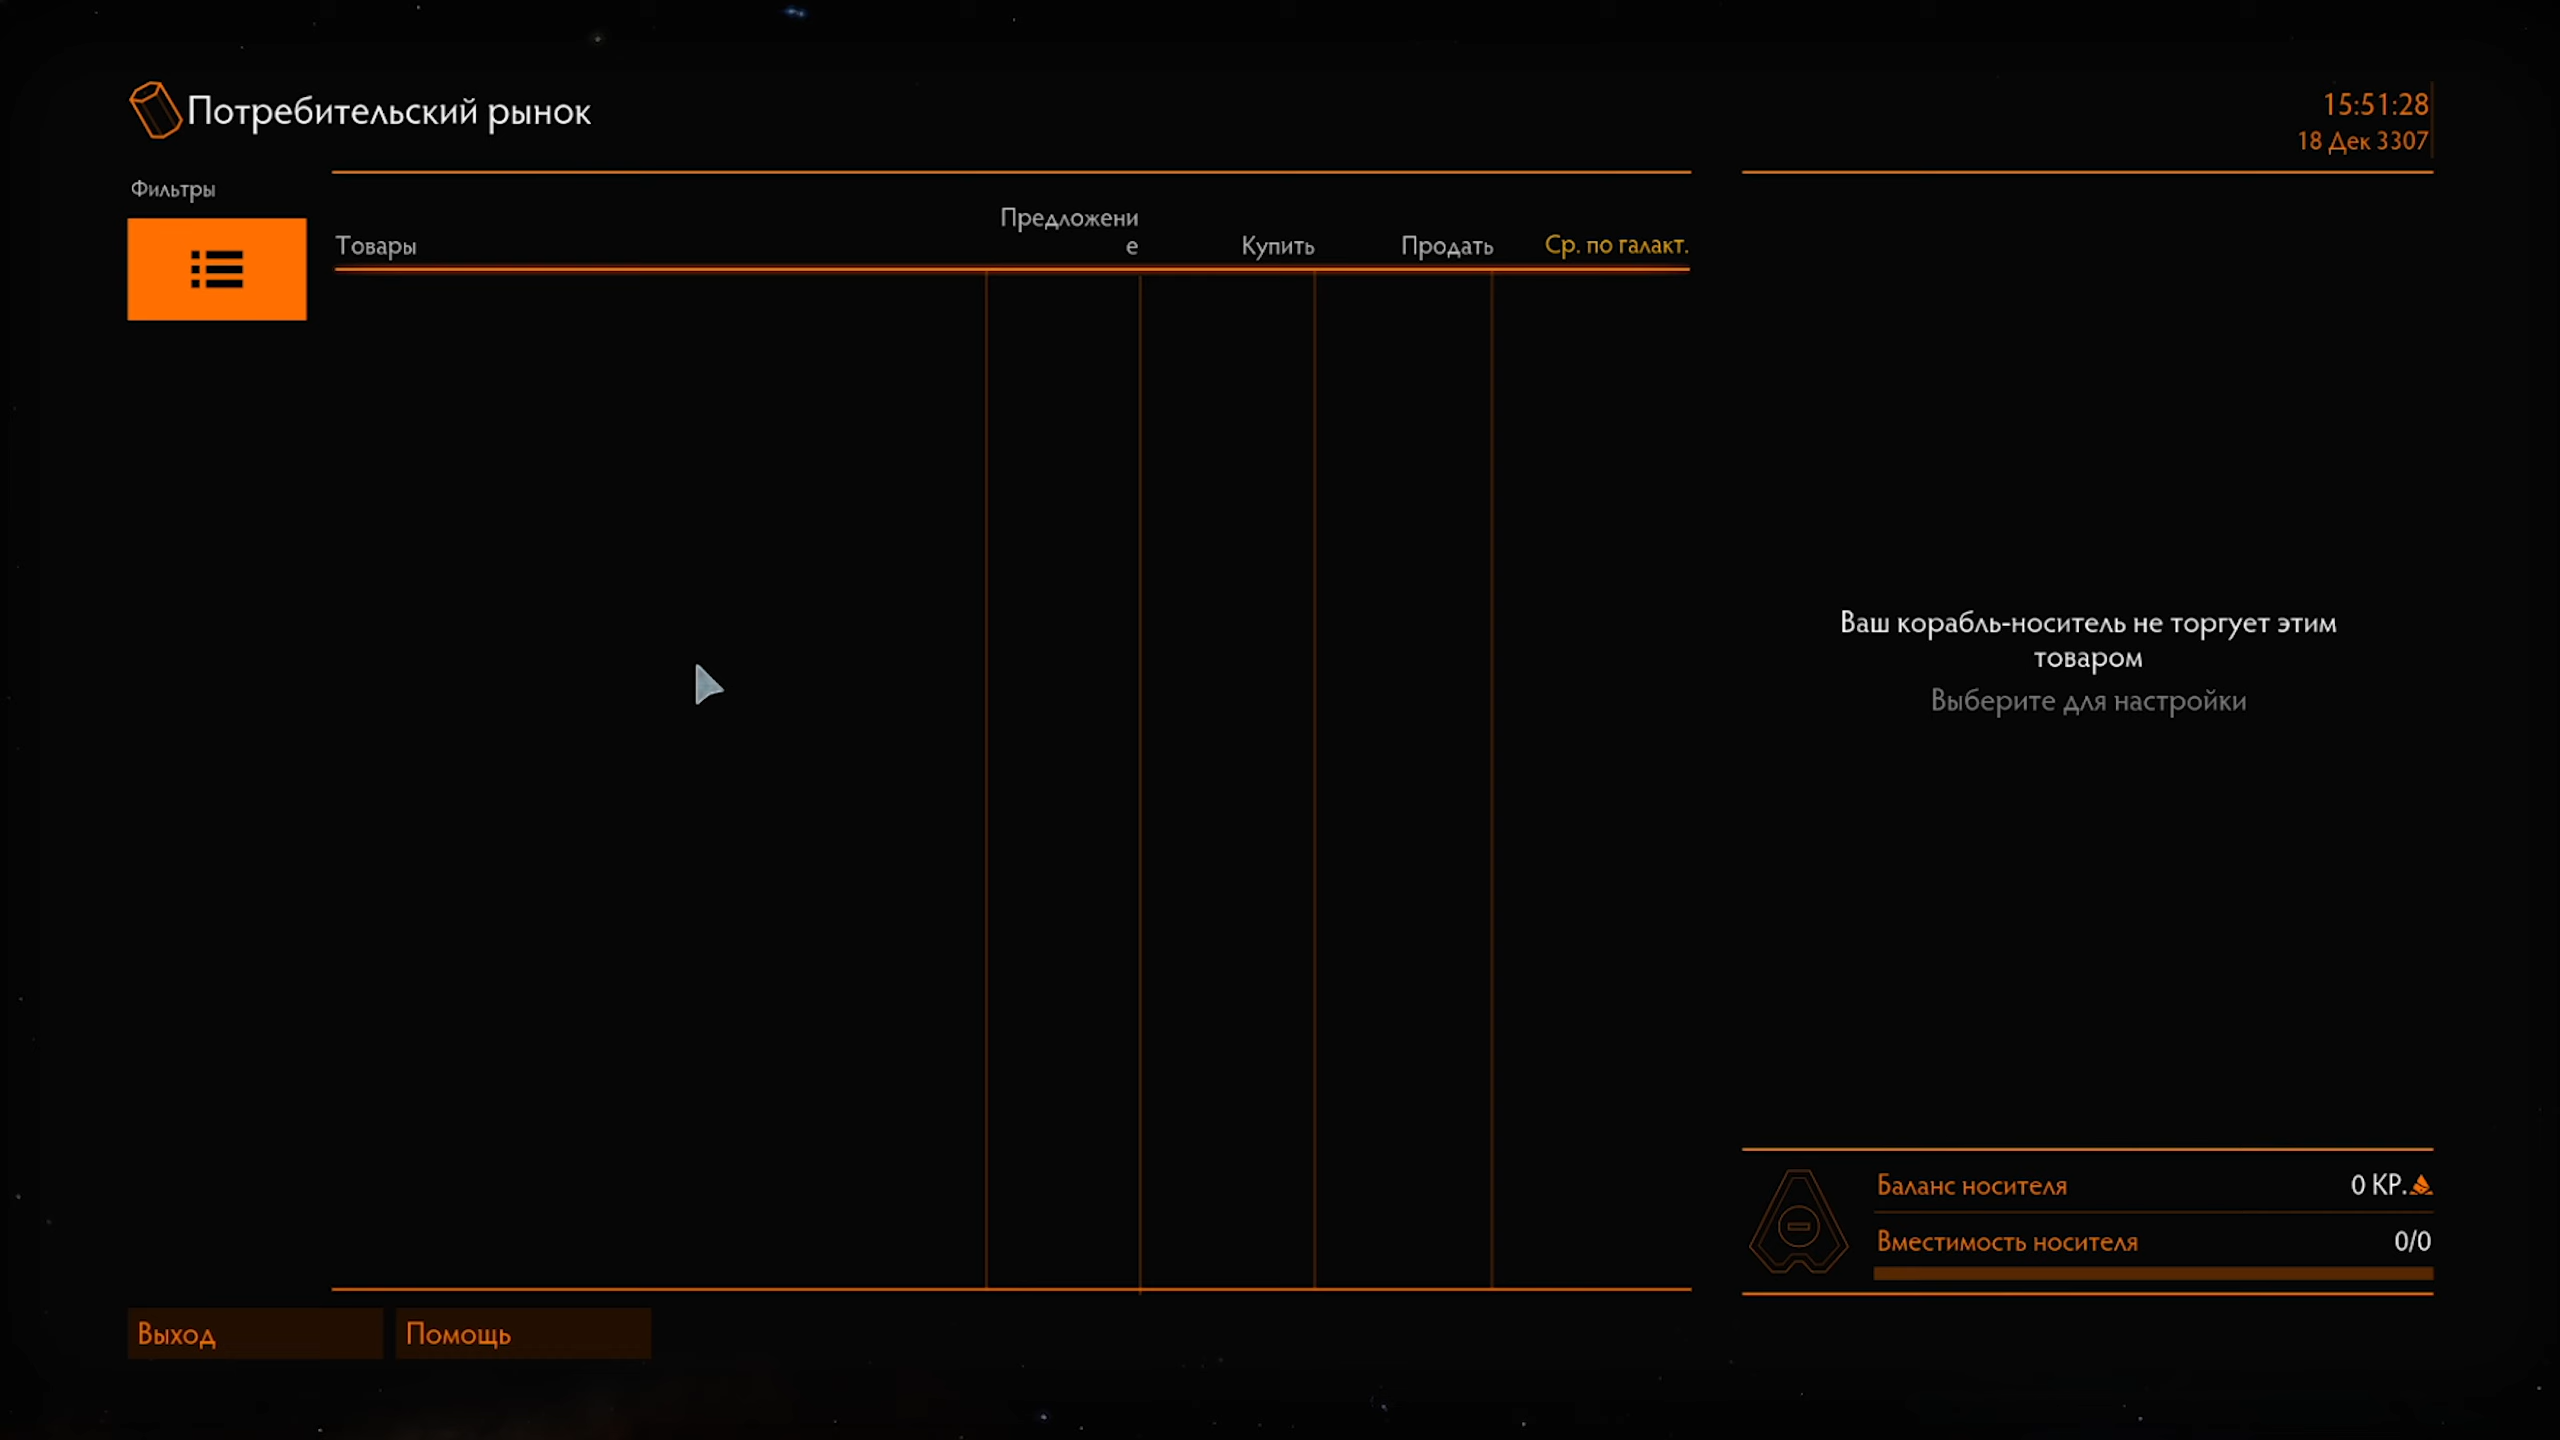 Потребительский рынок
15:51:28
18 Дек 3307
Фильтры
Товары
Предложени
е
Купить
Продать
Ср. по галакт.
Ваш корабль-носитель не торгует этим
товаром
Выберите для настройки
Баланс носителя
0 КР.
Вместимость носителя
0/0
Выход
Помощь